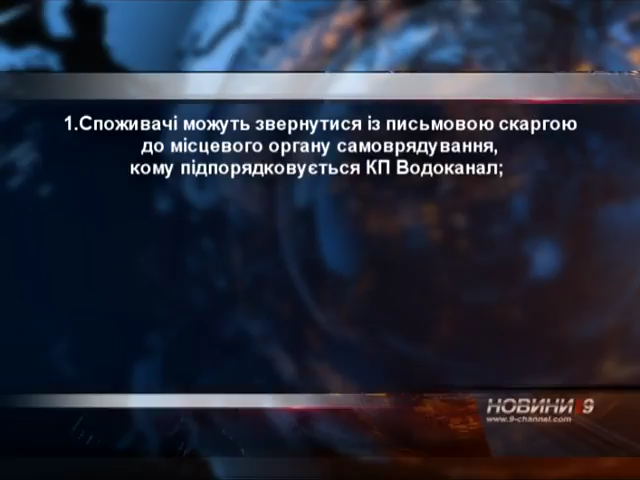 1.Споживачі можуть звернутися із письмовою скаргою
до місцевого органу самоврядування,
кому підпорядковується КП Водоканал;
НОВИНИ 9
www.9-channel.com